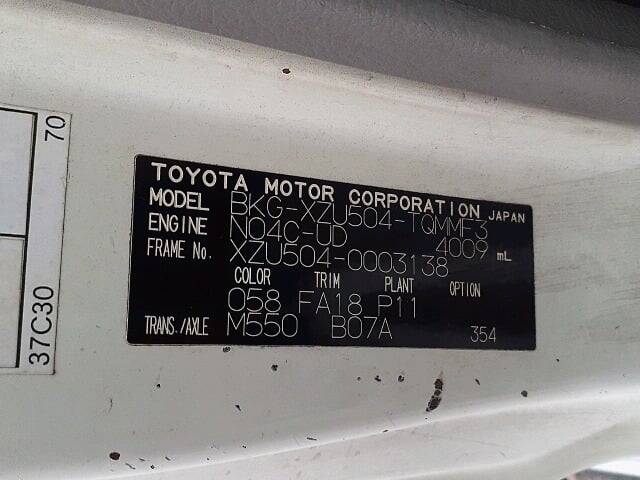 TOYOTA MOTOR CORPORATION JAPAN
MODEL BKG-XZU504-TQMMF3
ENGINE N04C-UD 4009 mL
FRAME No. XZU504-0003138
COLOR TRIM PLANT OPTION
058 FA18 P11
TRANS./AXLE M550 B07A 354
70
37C30